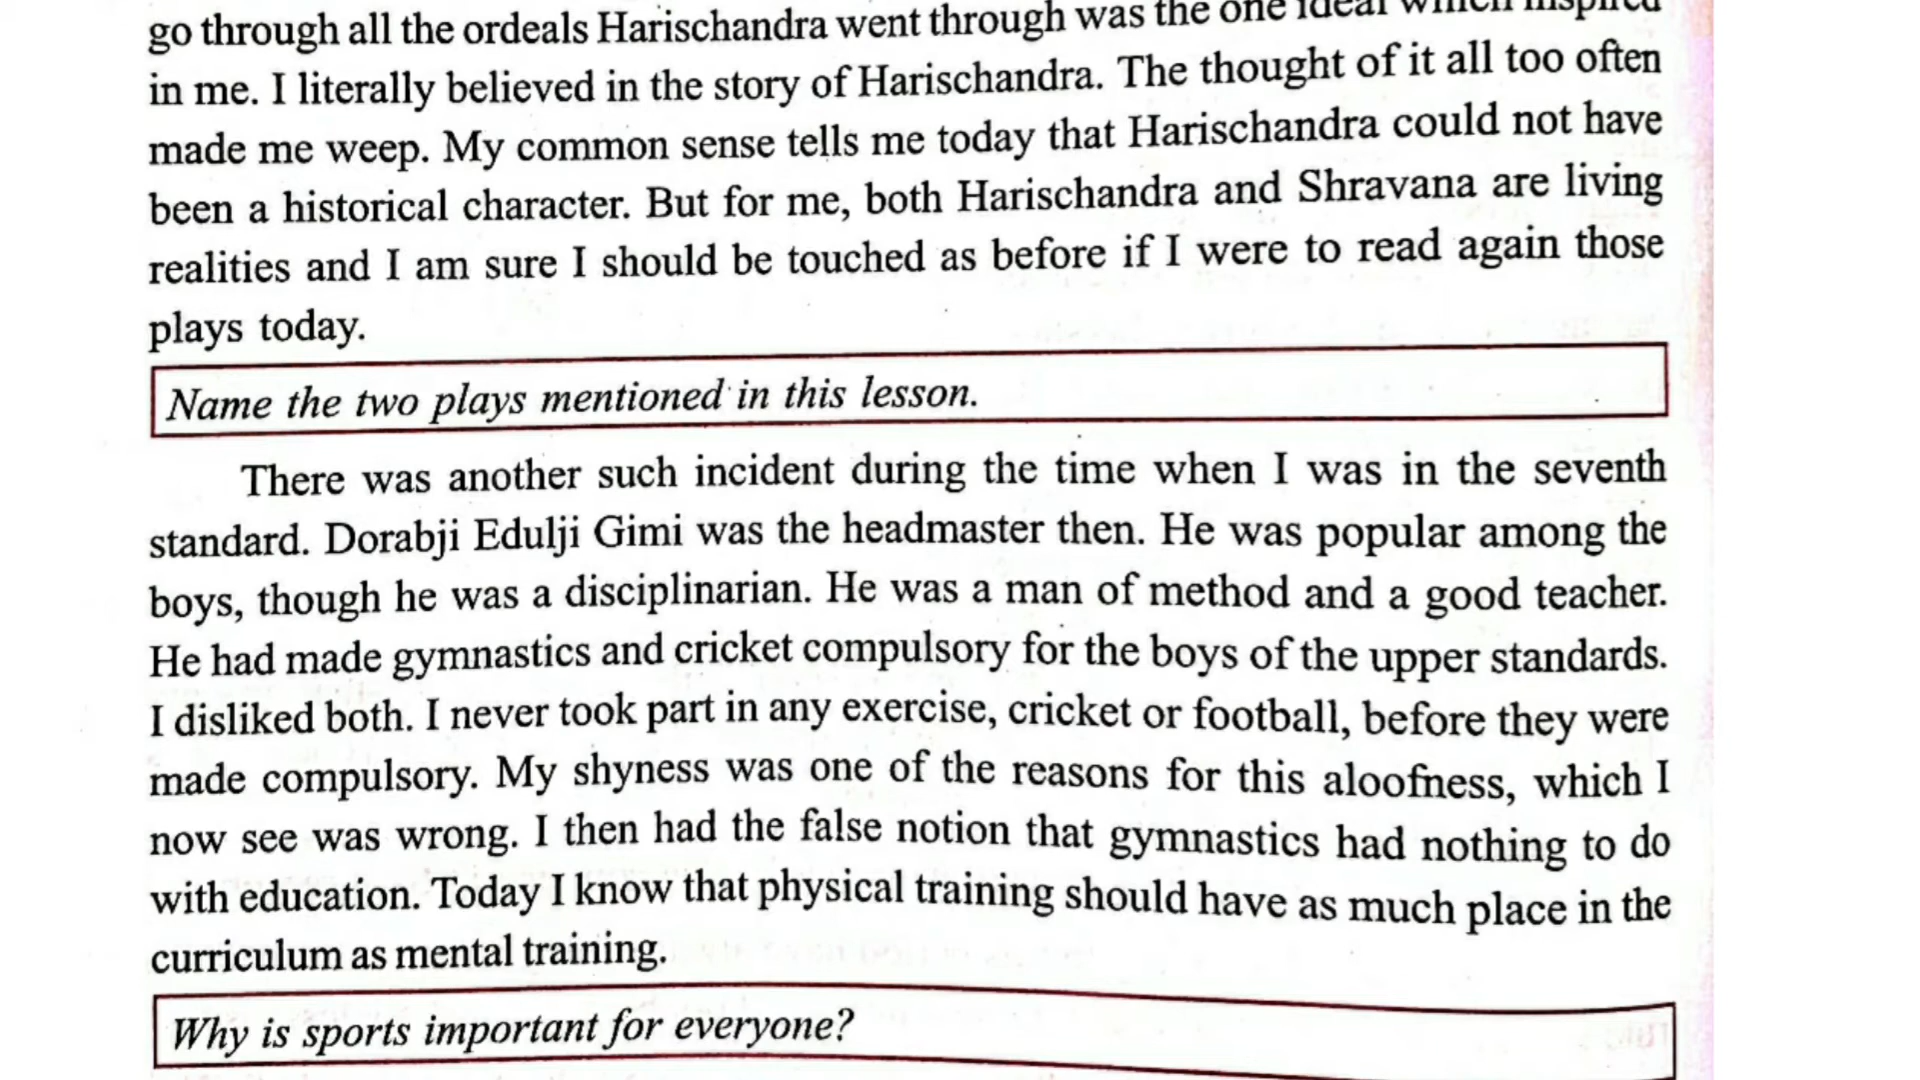 go through all the ordeals Harischandra went through was the one ideal which inspired
in me. I literally believed in the story of Harischandra. The thought of it all too often
made me weep. My common sense tells me today that Harischandra could not have
been a historical character. But for me, both Harischandra and Shravana are living
realities and I am sure I should be touched as before if I were to read again those
plays today.
Name the two plays mentioned in this lesson.
There was another such incident during the time when I was in the seventh
standard. Dorabji Edulji Gimi was the headmaster then. He was popular among the
boys, though he was a disciplinarian. He was a man of method and a good teacher.
He had made gymnastics and cricket compulsory for the boys of the upper standards.
I disliked both. I never took part in any exercise, cricket or football, before they were
made compulsory. My shyness was one of the reasons for this aloofness, which I
now see was wrong. I then had the false notion that gymnastics had nothing to do
with education. Today I know that physical training should have as much place in the
curriculum as mental training.
Why is sports important for everyone?